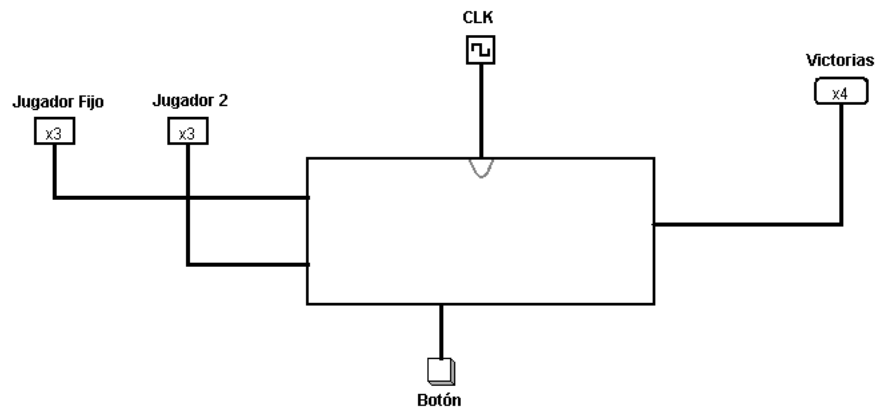 CLK
Victorias
x4
Jugador Fijo
Jugador 2
x3
x3
Botón